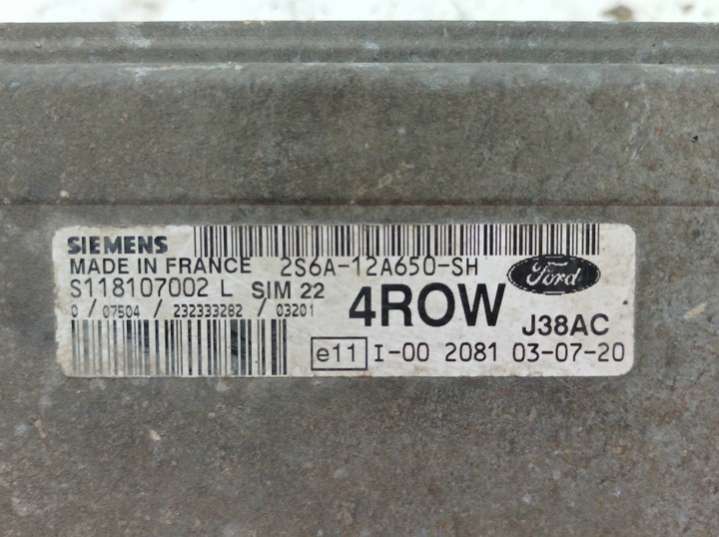 SIEMENS
MADE IN FRANCE 2S6A-12A650-SH
Ford
S118107002 L SIM 22
0 / 07504 / 232333282 / 03201
4ROW
J38AC
e11 I-00 2081 03-07-20